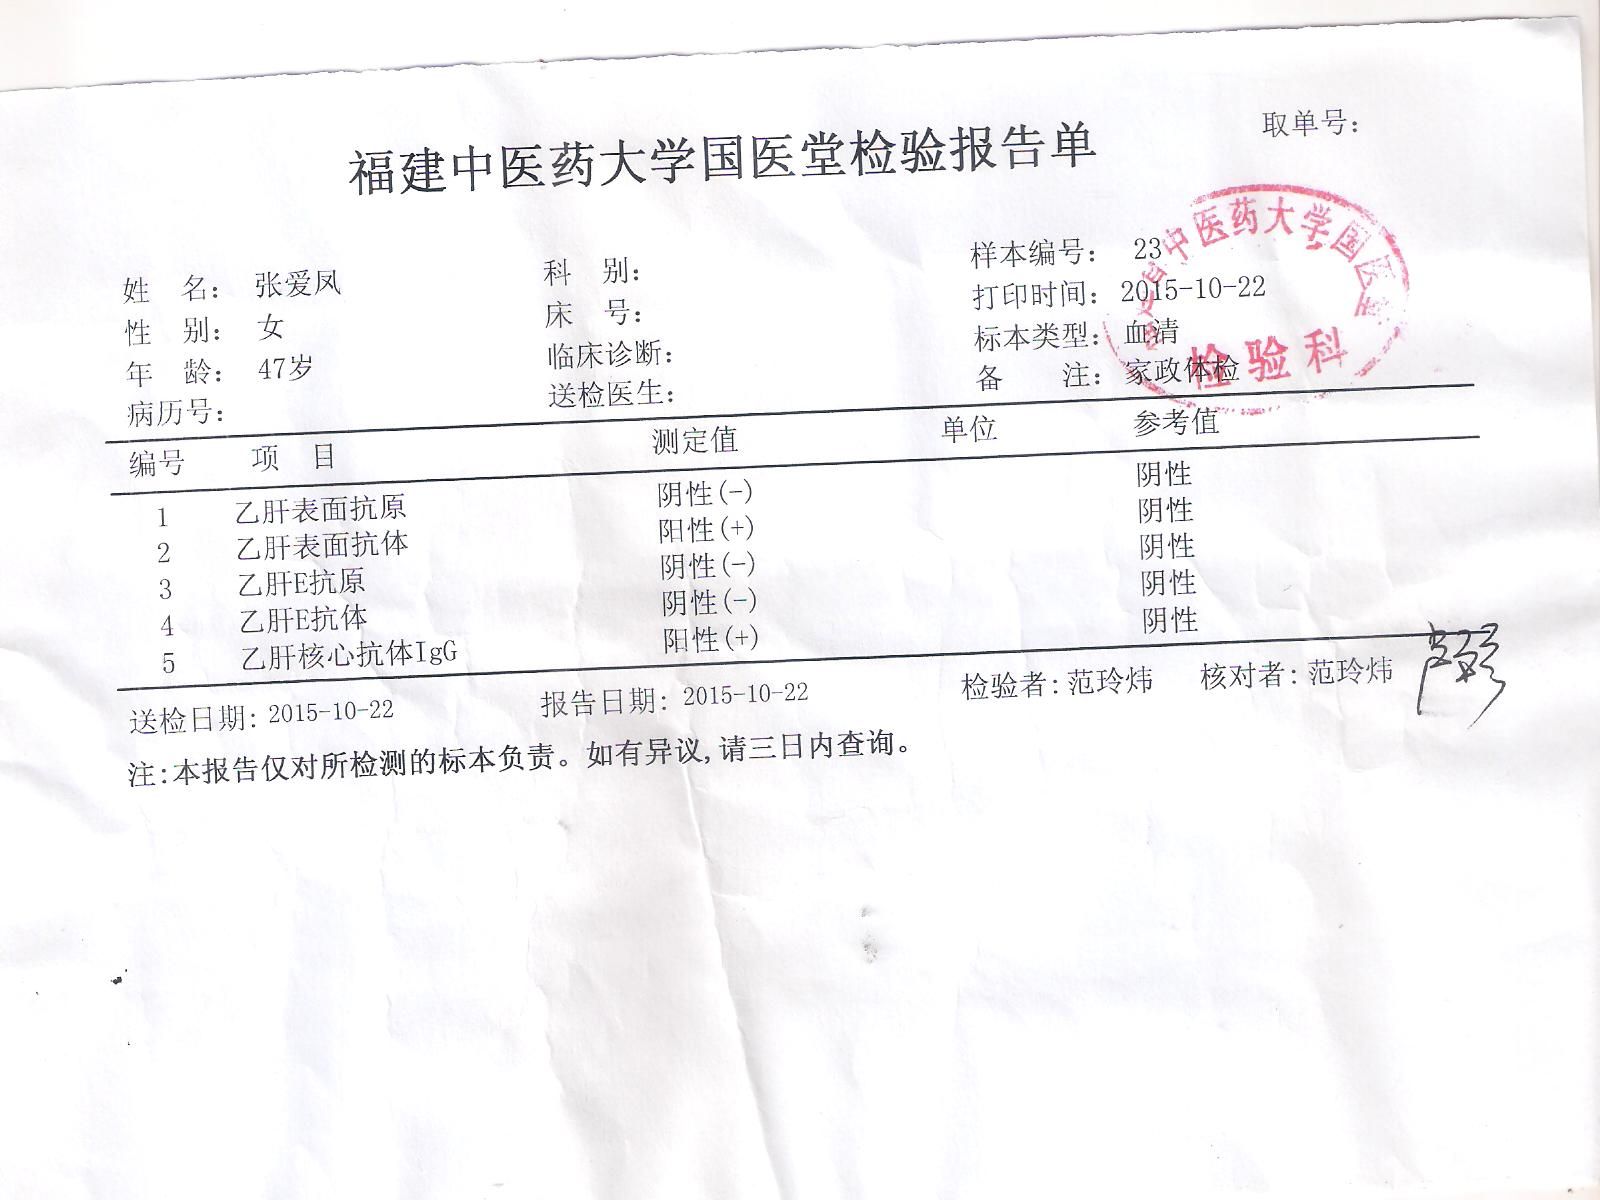 取单号：
福建中医药大学国医堂检验报告单
姓 名： 张爱凤 科 别： 样本编号： 23
性 别： 女 床 号： 打印时间： 2015-10-22
年 龄： 47岁 临床诊断： 标本类型： 血清
病历号： 送检医生： 备 注： 家政体检
中医药大学国医堂
检验科
编号 项 目 测定值 单位 参考值
1 乙肝表面抗原 阴性(-) 阴性
2 乙肝表面抗体 阳性(+) 阴性
3 乙肝E抗原 阴性(-) 阴性
4 乙肝E抗体 阴性(-) 阴性
5 乙肝核心抗体IgG 阳性(+) 阴性
送检日期: 2015-10-22 报告日期: 2015-10-22 检验者: 范玲炜 核对者: 范玲炜
注:本报告仅对所检测的标本负责。如有异议,请三日内查询。